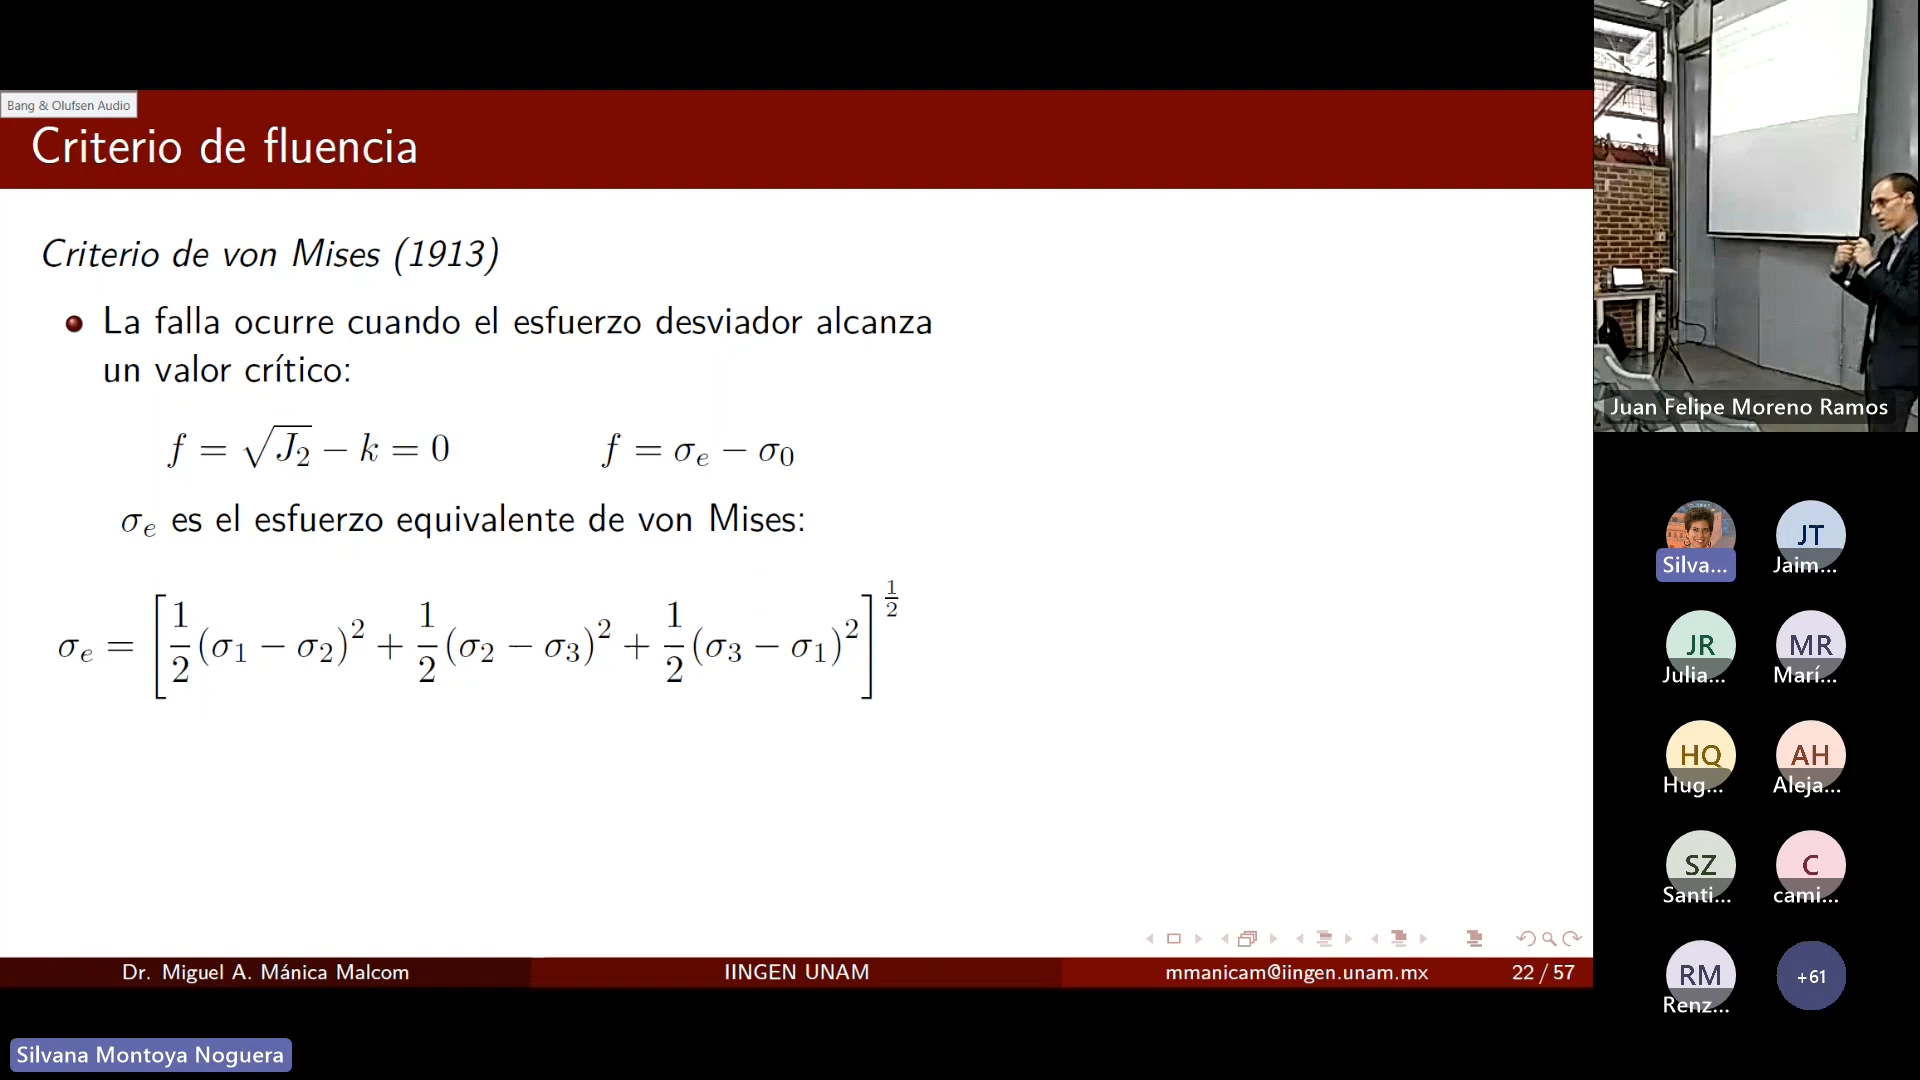 Bang & Olufsen Audio
Criterio de fluencia
Criterio de von Mises (1913)
La falla ocurre cuando el esfuerzo desviador alcanza
un valor crítico:
f = √J₂ − k = 0    f = σₑ − σ₀
σₑ es el esfuerzo equivalente de von Mises:
σₑ = [1/2(σ₁ − σ₂)² + 1/2(σ₂ − σ₃)² + 1/2(σ₃ − σ₁)²]^(1/2)
Dr. Miguel A. Mánica Malcom    IINGEN UNAM    mmanicam@iingen.unam.mx    22 / 57
Silvana Montoya Noguera
Juan Felipe Moreno Ramos
Silva...
JT
Jaim...
JR
Julia...
MR
Marí...
HQ
Hug...
AH
Aleja...
SZ
Santi...
C
cami...
RM
Renz...
+61